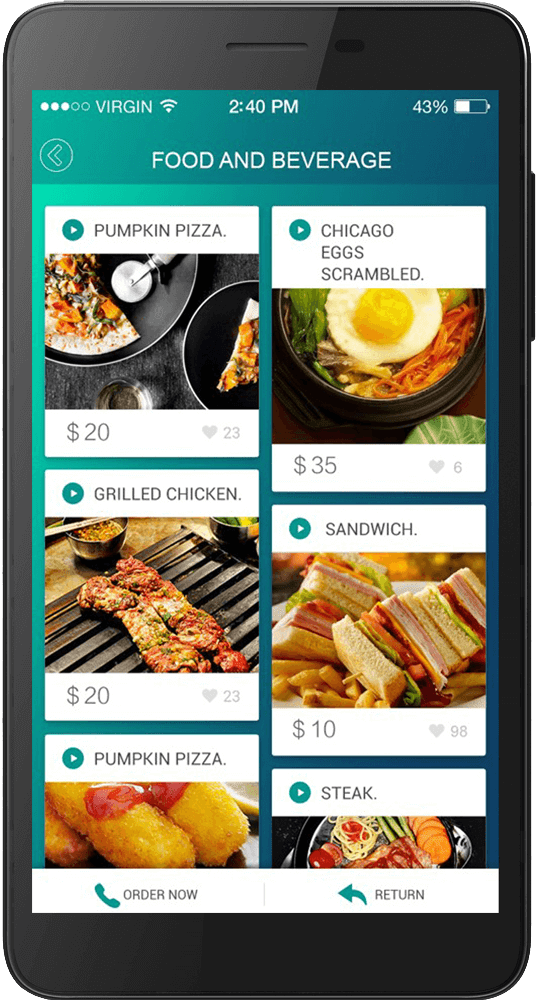 VIRGIN 2:40 PM 43%
FOOD AND BEVERAGE
PUMPKIN PIZZA.
$20 23
CHICAGO
EGGS
SCRAMBLED.
$35 6
GRILLED CHICKEN.
$20 23
SANDWICH.
$10 98
PUMPKIN PIZZA.
STEAK.
ORDER NOW RETURN